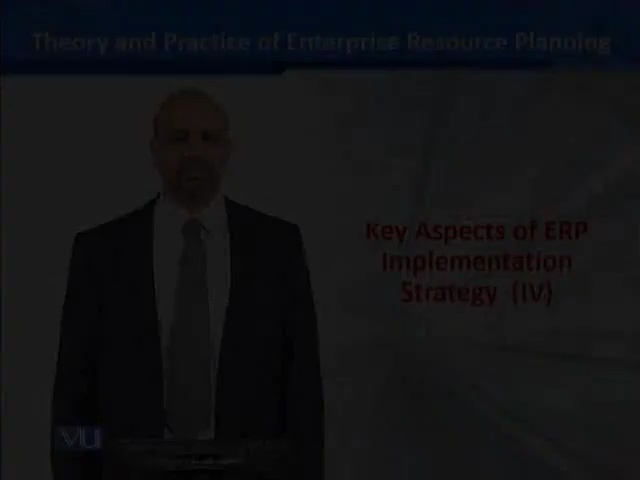 Theory and Practice of Enterprise Resource Planning
Key Aspects of ERP
Implementation
Strategy (IV)
VU